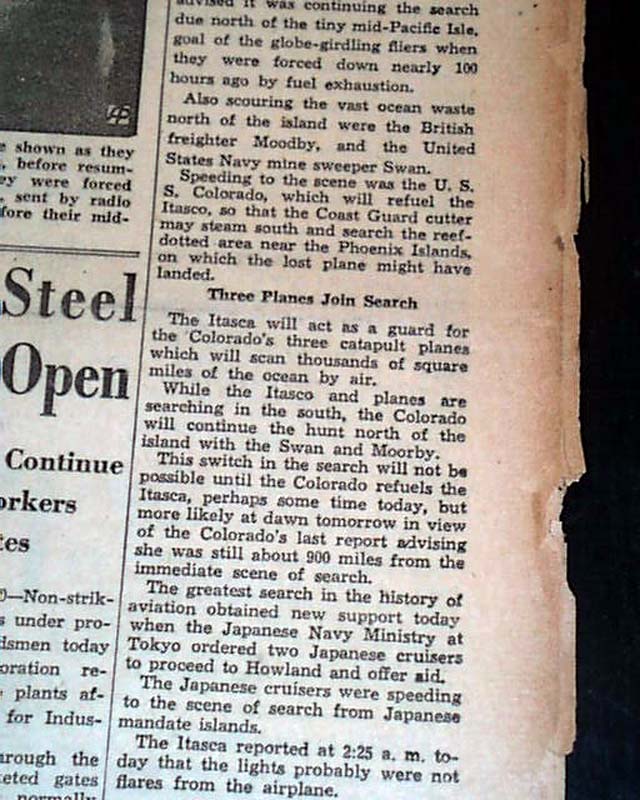 AP
e shown as they
, before resum-
ey were forced
, sent by radio
fore their mid-
Steel
Open
Continue
orkers
tes
)—Non-strik-
s under pro-
dsmen today
oration re-
plants af-
for Indus-
rough the
eted gates
normally
advised it was continuing the search
due north of the tiny mid-Pacific Isle,
goal of the globe-girdling fliers when
they were forced down nearly 100
hours ago by fuel exhaustion.
Also scouring the vast ocean waste
north of the island were the British
freighter Moodby, and the United
States Navy mine sweeper Swan.
Speeding to the scene was the U. S.
S. Colorado, which will refuel the
Itasco, so that the Coast Guard cutter
may steam south and search the reef-
dotted area near the Phoenix Islands,
on which the lost plane might have
landed.
Three Planes Join Search
The Itasca will act as a guard for
the Colorado's three catapult planes
which will scan thousands of square
miles of the ocean by air.
While the Itasco and planes are
searching in the south, the Colorado
will continue the hunt north of the
island with the Swan and Moorby.
This switch in the search will not be
possible until the Colorado refuels the
Itasca, perhaps some time today, but
more likely at dawn tomorrow in view
of the Colorado's last report advising
she was still about 900 miles from the
immediate scene of search.
The greatest search in the history of
aviation obtained new support today
when the Japanese Navy Ministry at
Tokyo ordered two Japanese cruisers
to proceed to Howland and offer aid.
The Japanese cruisers were speeding
to the scene of search from Japanese
mandate islands.
The Itasca reported at 2:25 a. m. to-
day that the lights probably were not
flares from the airplane.